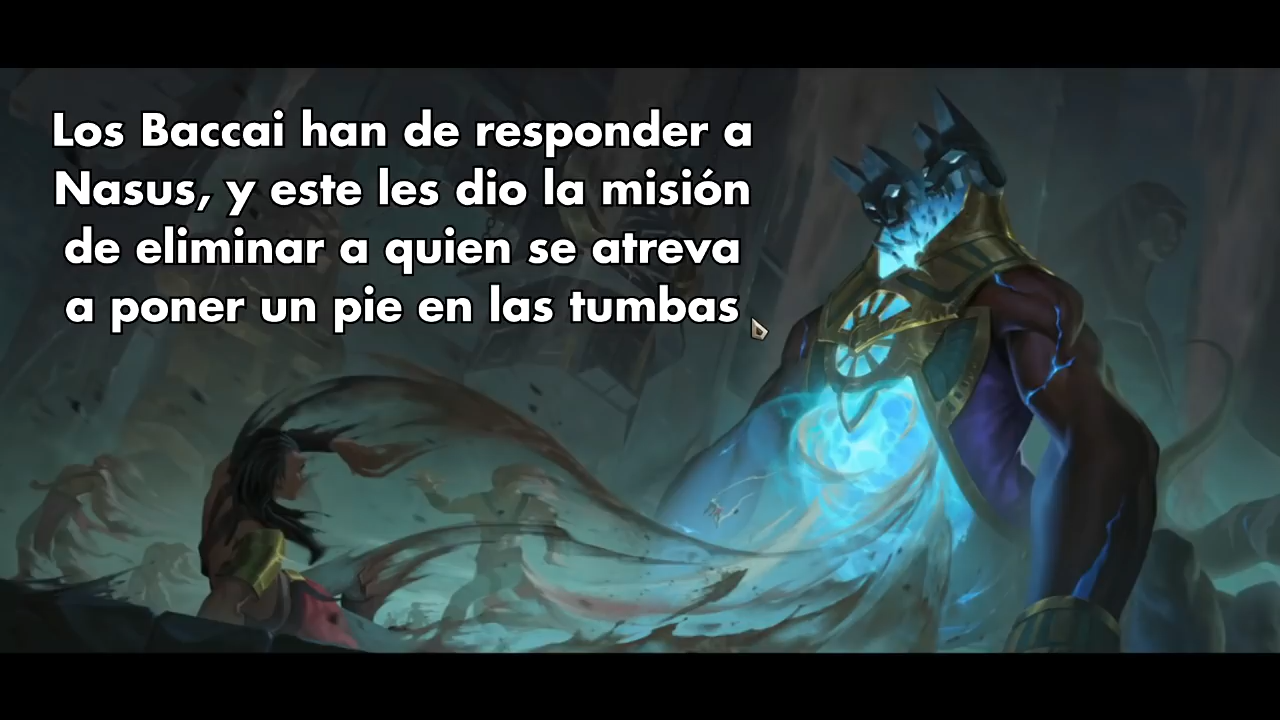 Los Baccai han de responder a
Nasus, y este les dio la misión
de eliminar a quien se atreva
a poner un pie en las tumbas